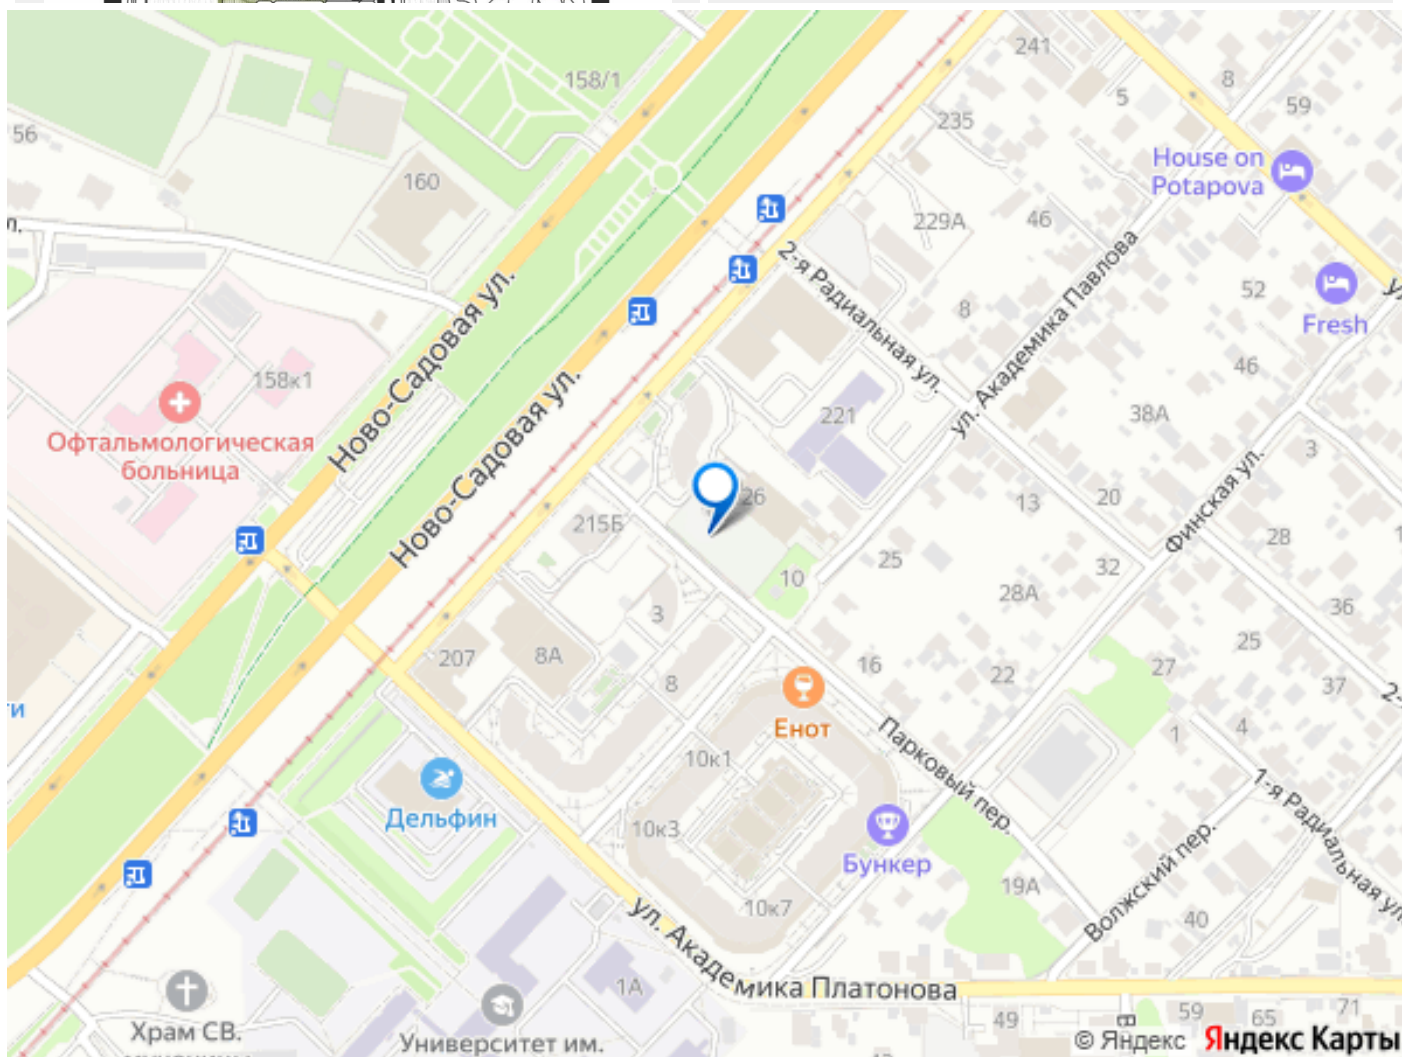 241
8
59
158/1
5
235
56
House on
Potapova
160
229А
46
2-я Радиальная ул.
ул. Академика Павлова
52
Fresh
8
Ново-Садовая ул.
46
158к1
Офтальмологическая
больница
221
38А
Ново-Садовая ул.
3
26
13
20
Финская ул.
215Б
28
10
25
32
28А
36
3
25
207
8А
16
22
27
37
8
Енот
1
4
10к1
Парковый пер.
1-я Радиальная ул.
Дельфин
10к3
Бункер
Волжский пер.
19А
10к7
40
ул. Академика Платонова
1А
Храм СВ.
Университет им.
49
59
65
71
© Яндекс Яндекс Карты